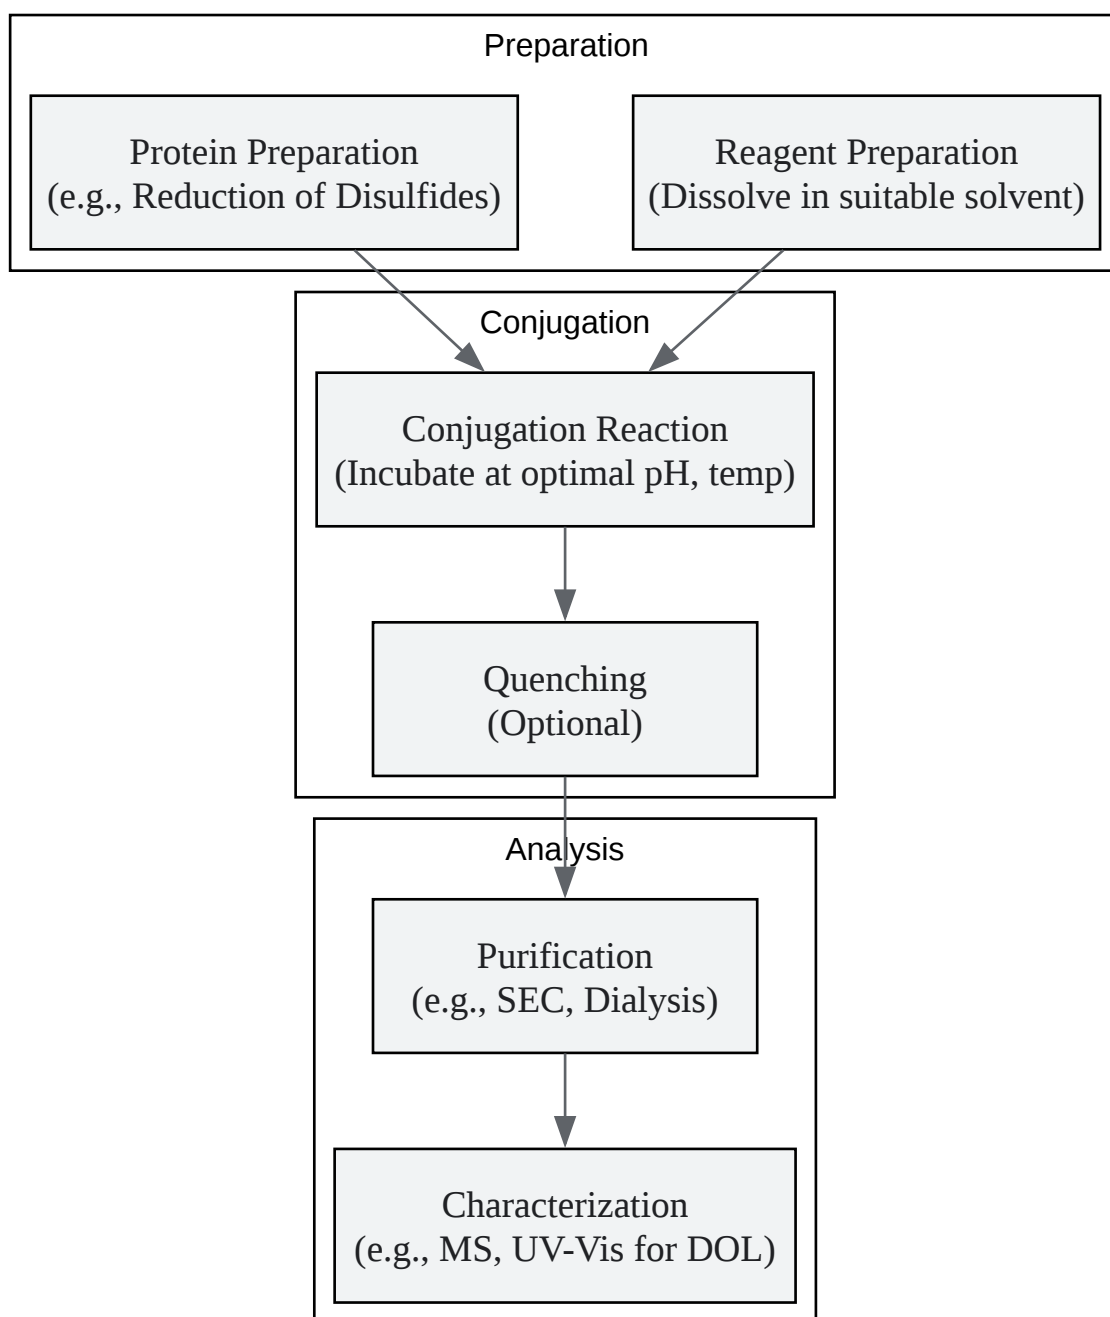 Preparation
Protein Preparation
(e.g., Reduction of Disulfides)
Reagent Preparation
(Dissolve in suitable solvent)
Conjugation
Conjugation Reaction
(Incubate at optimal pH, temp)
Quenching
(Optional)
Analysis
Purification
(e.g., SEC, Dialysis)
Characterization
(e.g., MS, UV-Vis for DOL)